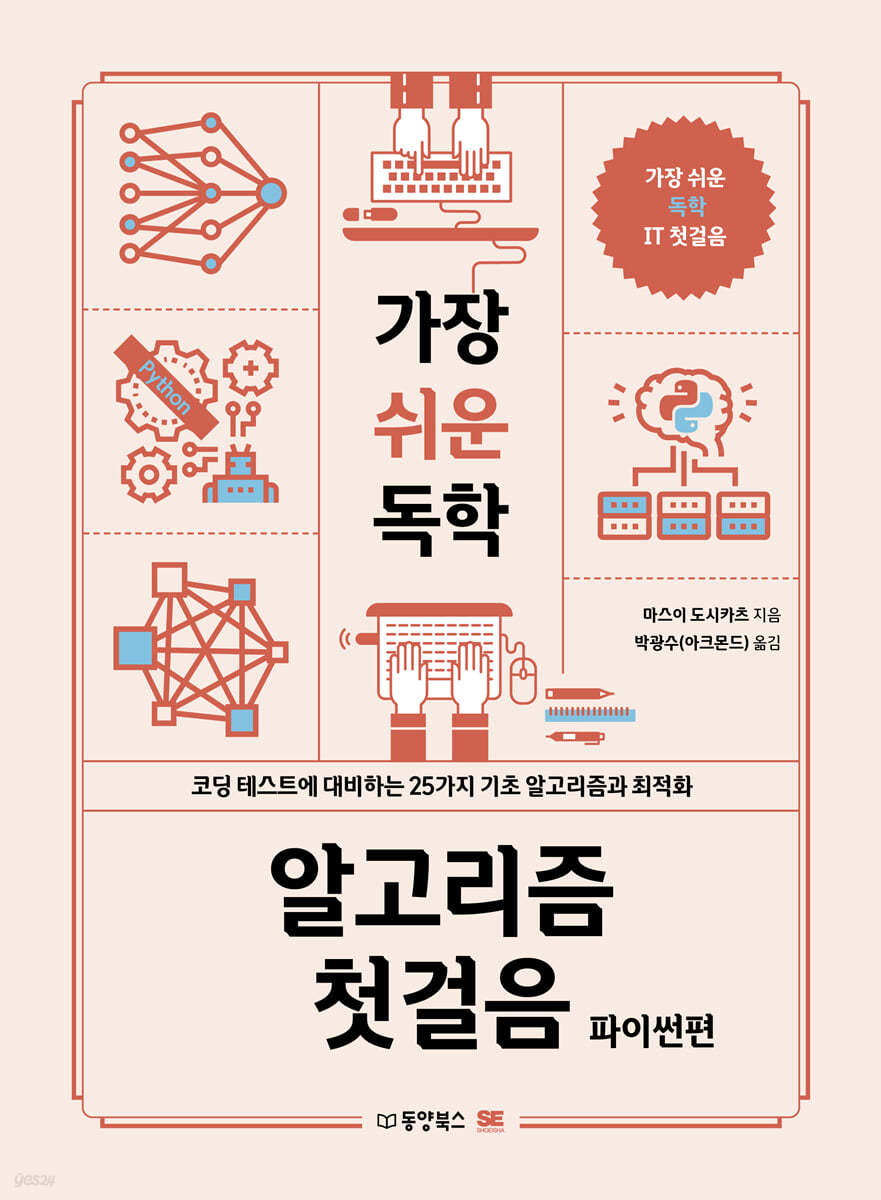 가장 쉬운
독학
IT 첫걸음
가장
쉬운
독학
Python
마스이 도시카츠 지음
박광수(아크몬드) 옮김
코딩 테스트에 대비하는 25가지 기초 알고리즘과 최적화
알고리즘
첫걸음 파이썬편
동양북스 SE
SHOEISHA
yes24